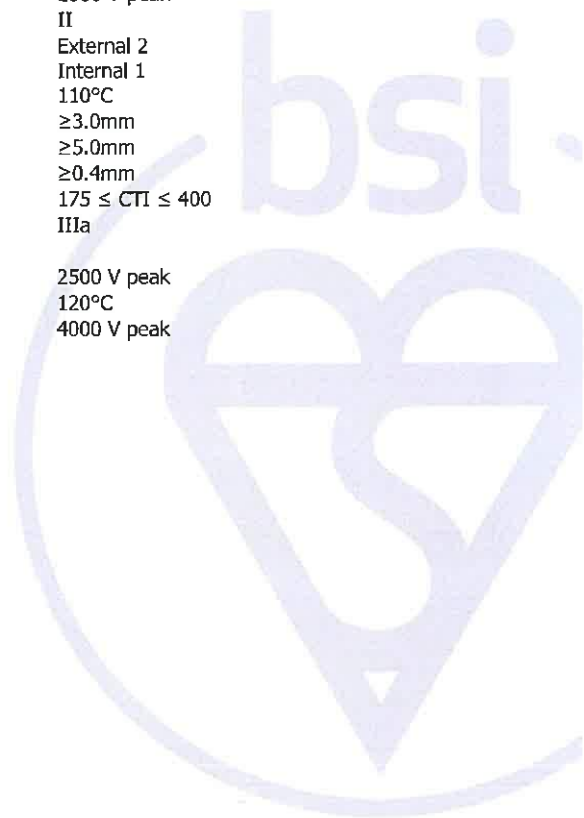 II
External 2
Internal 1
110°C
≥3.0mm
≥5.0mm
≥0.4mm
175 ≤ CTI ≤ 400
IIIa
2500 V peak
120°C
4000 V peak
bsi